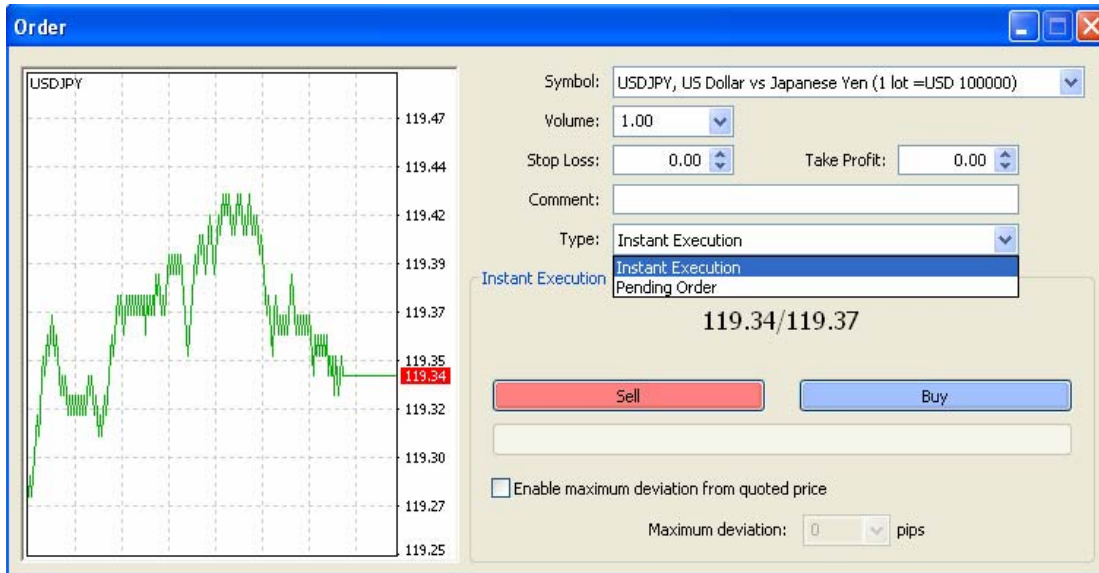 Order
USDJPY
119.47
119.44
119.42
119.39
119.37
119.35
119.34
119.32
119.30
119.27
119.25
Symbol: USDJPY, US Dollar vs Japanese Yen (1 lot =USD 100000)
Volume: 1.00
Stop Loss: 0.00 Take Profit: 0.00
Comment:
Type: Instant Execution
Instant Execution
Pending Order
Instant Execution
119.34/119.37
Sell Buy
Enable maximum deviation from quoted price
Maximum deviation: 0 pips